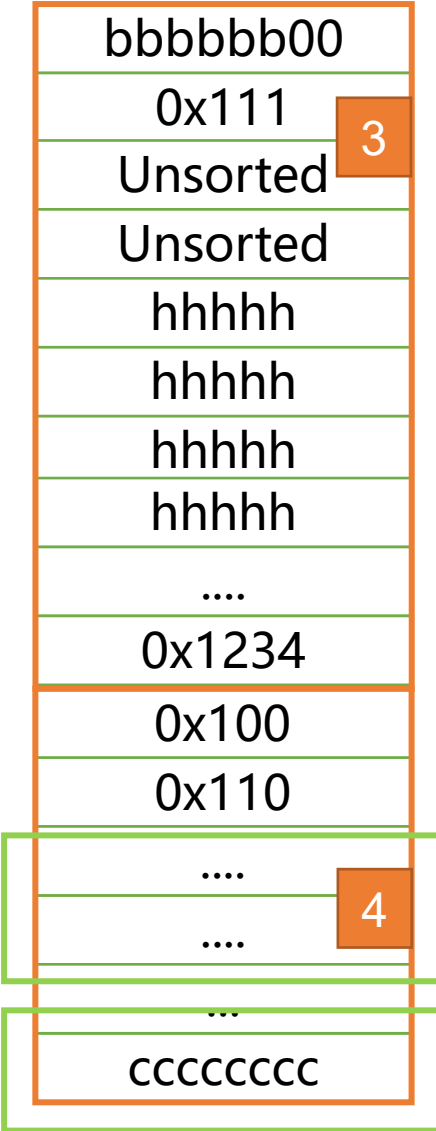 bbbbbb00
0x111
3
Unsorted
Unsorted
hhhhh
hhhhh
hhhhh
hhhhh
....
0x1234
0x100
0x110
....
4
....
...
cccccccc